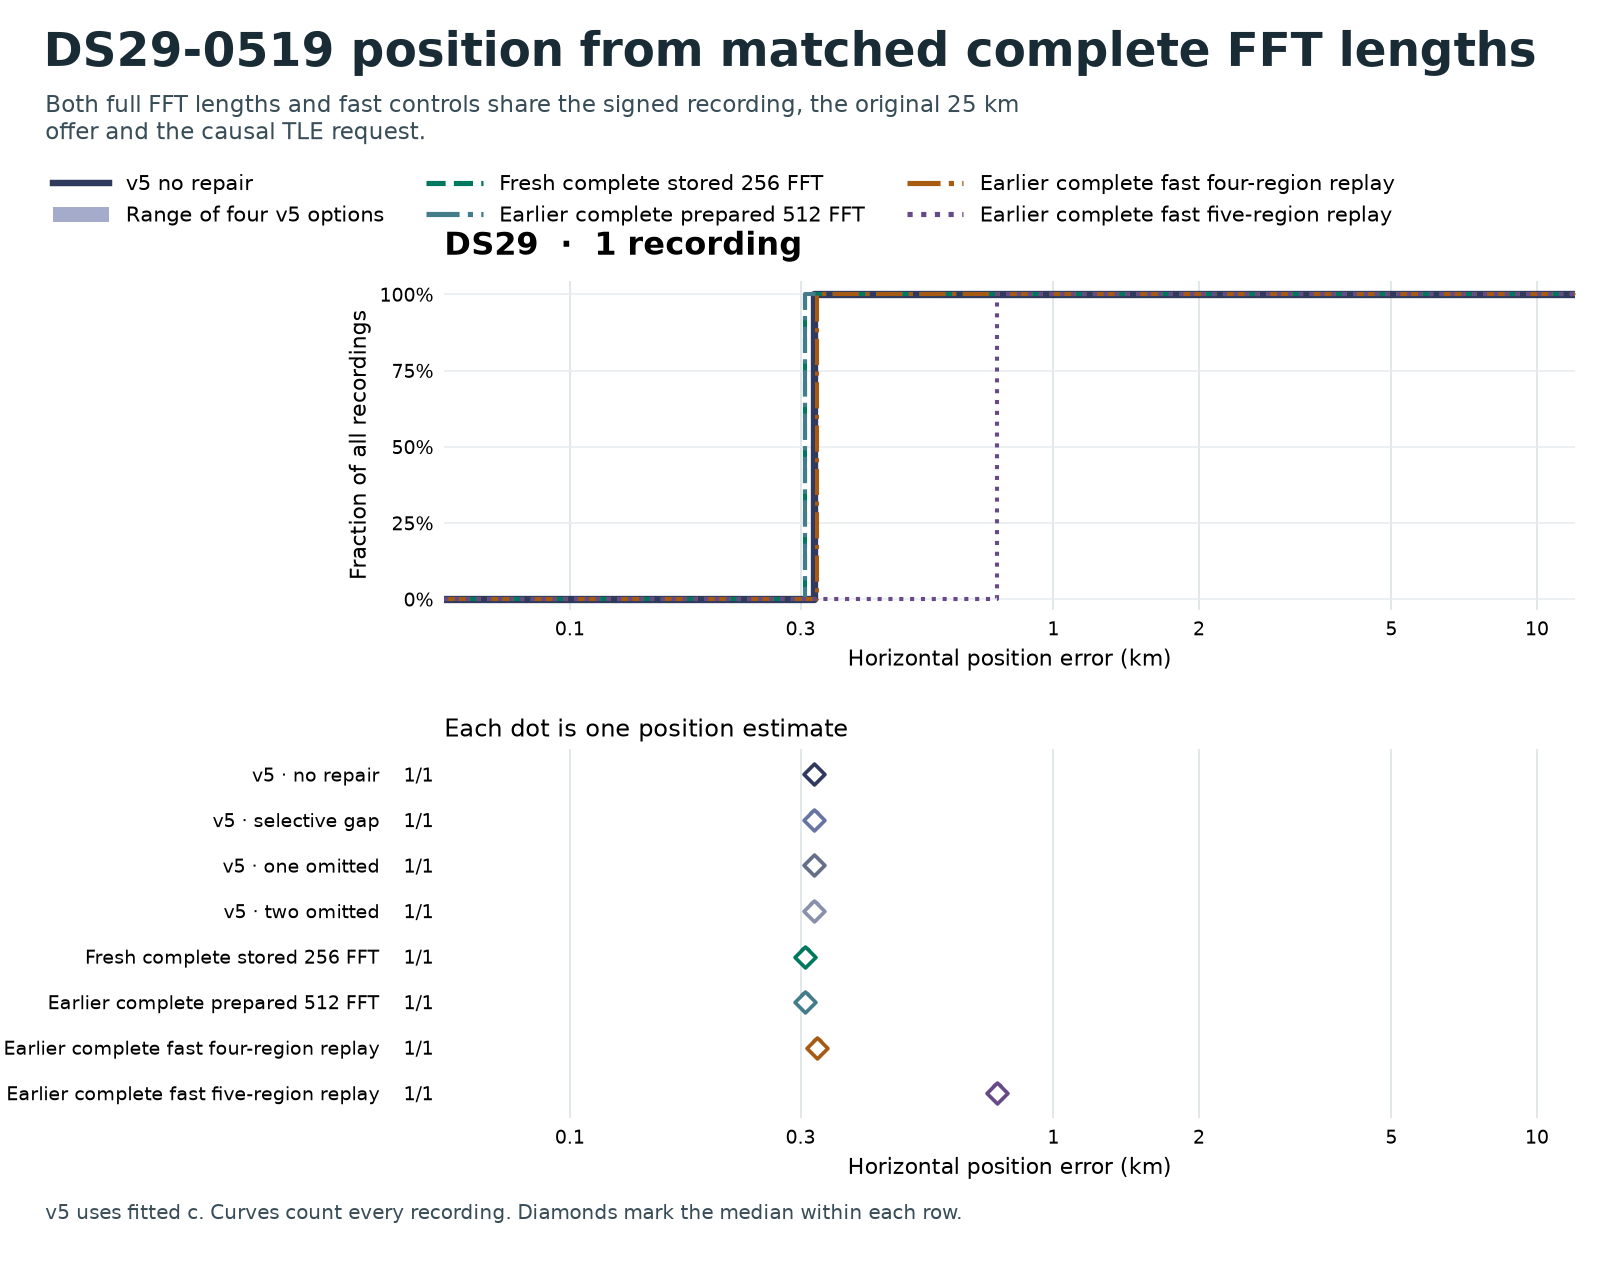 DS29-0519 position from matched complete FFT lengths
Both full FFT lengths and fast controls share the signed recording, the original 25 km
offer and the causal TLE request.
v5 no repair
Range of four v5 options
Fresh complete stored 256 FFT
Earlier complete prepared 512 FFT
Earlier complete fast four-region replay
Earlier complete fast five-region replay
DS29 · 1 recording
Fraction of all recordings
100%
75%
50%
25%
0%
0.1 0.3 1 2 5 10
Horizontal position error (km)
Each dot is one position estimate
v5 · no repair 1/1
v5 · selective gap 1/1
v5 · one omitted 1/1
v5 · two omitted 1/1
Fresh complete stored 256 FFT 1/1
Earlier complete prepared 512 FFT 1/1
Earlier complete fast four-region replay 1/1
Earlier complete fast five-region replay 1/1
0.1 0.3 1 2 5 10
Horizontal position error (km)
v5 uses fitted c. Curves count every recording. Diamonds mark the median within each row.